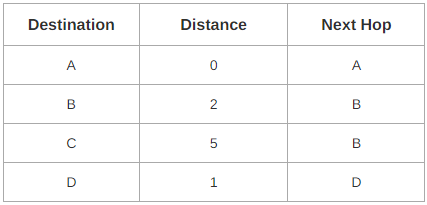 Destination Distance Next Hop
A 0 A
B 2 B
C 5 B
D 1 D